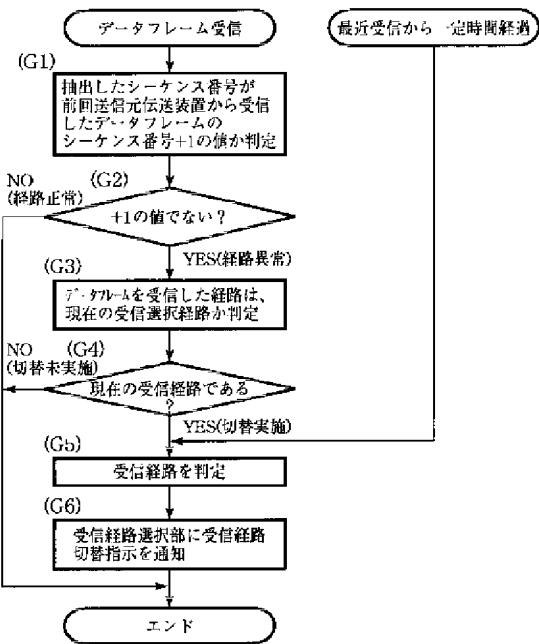 データフレーム受信
最近受信から一定時間経過
(G1)
抽出したシーケンス番号が
前回送信元伝送装置から受信
したデータフレームの
シーケンス番号+1の値か判定
NO
(経路正常)
(G2)
+1の値でない?
YES(経路異常)
(G3)
データフレームを受信した経路は、
現在の受信選択経路か判定
NO
(切替未実施)
(G4)
現在の受信経路である
?
YES(切替実施)
(G5)
受信経路を判定
(G6)
受信経路選択部に受信経路
切替指示を通知
エンド